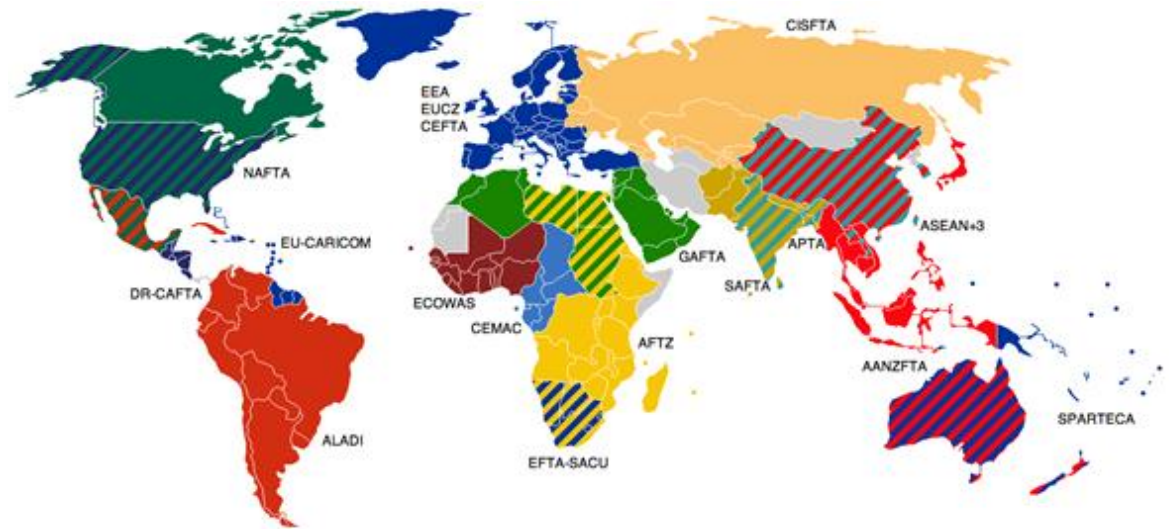 CISFTA
EEA
EUCZ
CEFTA
NAFTA
ASEAN+3
EU-CARICOM
APTA
GAFTA
DR-CAFTA
SAFTA
ECOWAS
CEMAC
AFTZ
AANZFTA
SPARTECA
ALADI
EFTA-SACU